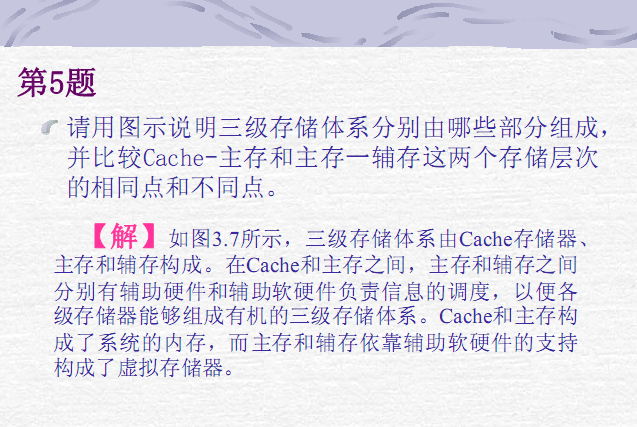 第5题
请用图示说明三级存储体系分别由哪些部分组成，
并比较Cache-主存和主存—辅存这两个存储层次
的相同点和不同点。
【解】如图3.7所示，三级存储体系由Cache存储器、
主存和辅存构成。在Cache和主存之间，主存和辅存之间
分别有辅助硬件和辅助软硬件负责信息的调度，以便各
级存储器能够组成有机的三级存储体系。Cache和主存构
成了系统的内存，而主存和辅存依靠辅助软硬件的支持
构成了虚拟存储器。